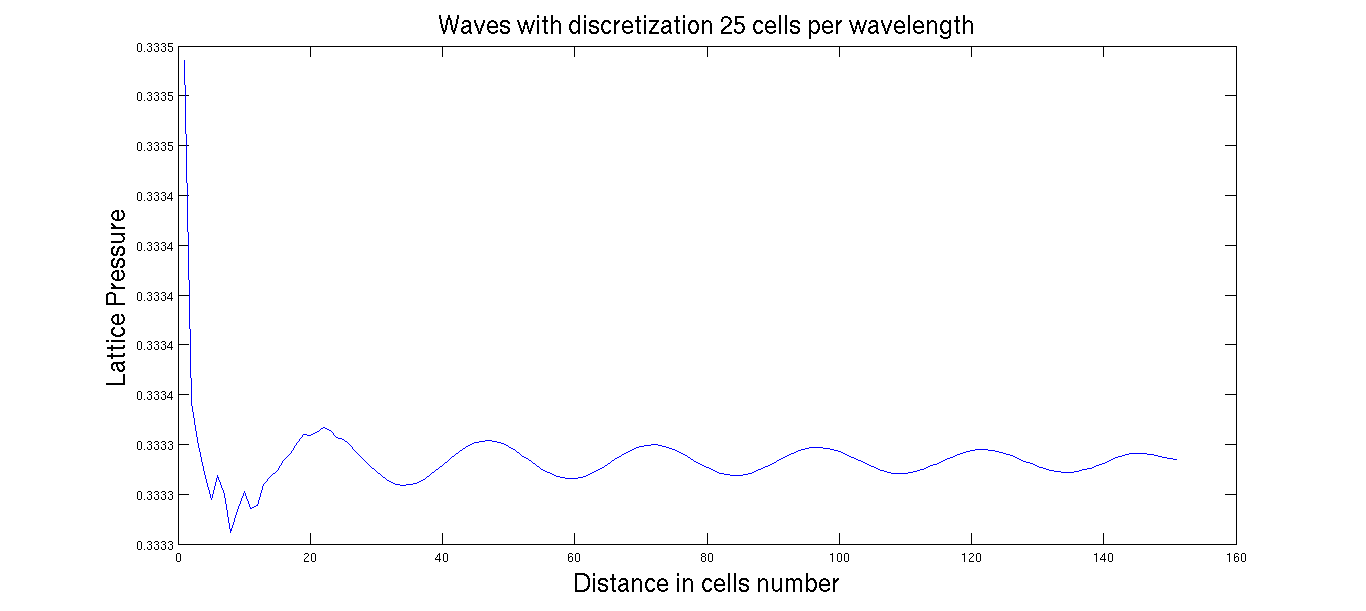 Waves with discretization 25 cells per wavelength
0.3335
0.3335
0.3335
0.3334
0.3334
0.3334
0.3334
0.3334
0.3333
0.3333
0.3333
Lattice Pressure
0 20 40 60 80 100 120 140 160
Distance in cells number